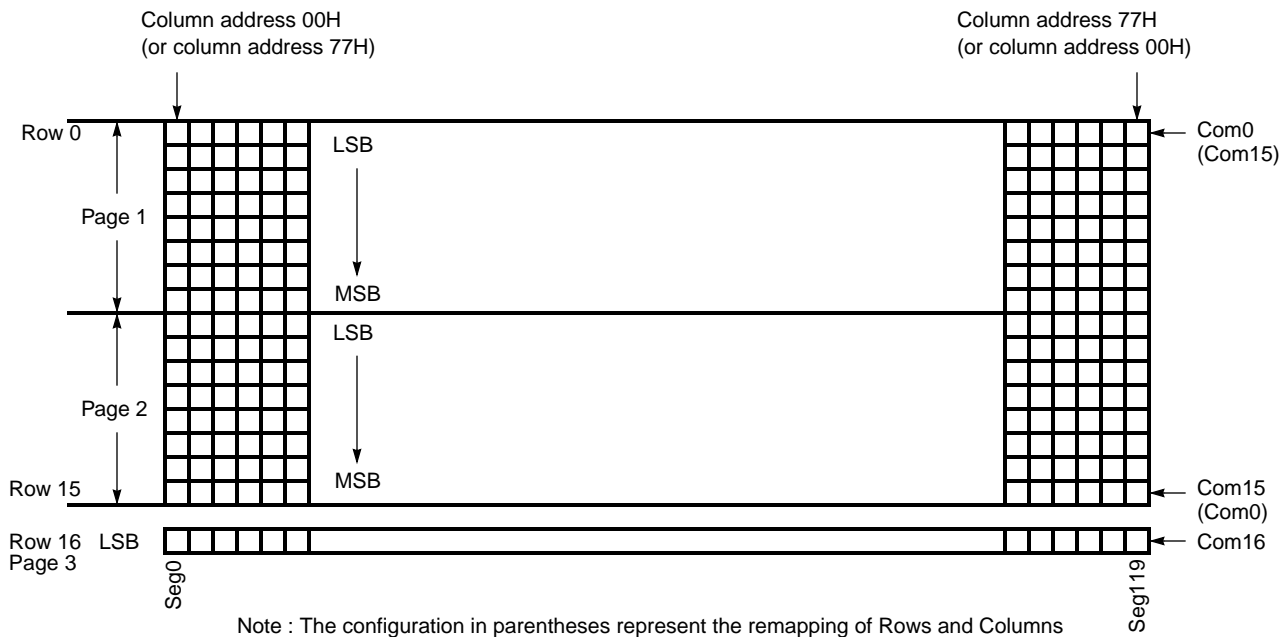 Column address 00H
(or column address 77H)
Column address 77H
(or column address 00H)
Row 0
LSB
Com0
(Com15)
Page 1
MSB
LSB
Page 2
MSB
Row 15
Com15
(Com0)
Row 16 LSB
Page 3
Com16
Seg0
Seg119
Note : The configuration in parentheses represent the remapping of Rows and Columns